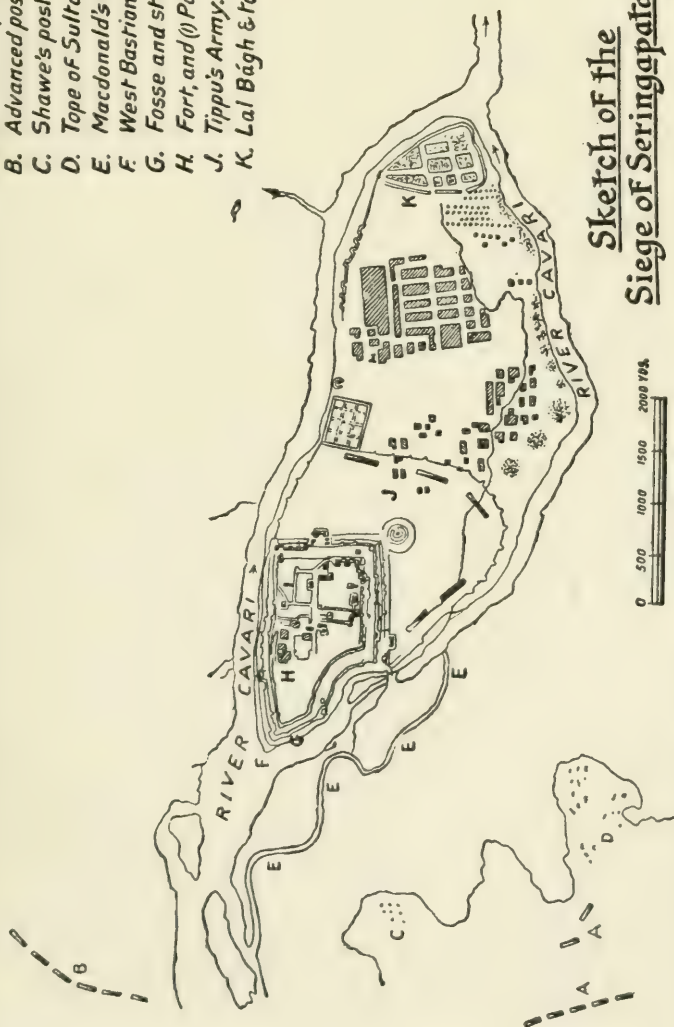 B. Advanced pos
C. Shawe's post
D. Tope of Sulta
E. Macdonald's
F. West Bastion
G. Fosse and st
H. Fort, and (1) Pa
J. Tippu's Army.
K. Lal Bágh & to
B
RIVER CAVARI
F
G
H
E
E
E
E
J
K
RIVER CAVARI
C
D
A
A
0 500 1000 1500 2000 YDS.
Sketch of the
Siege of Seringapata